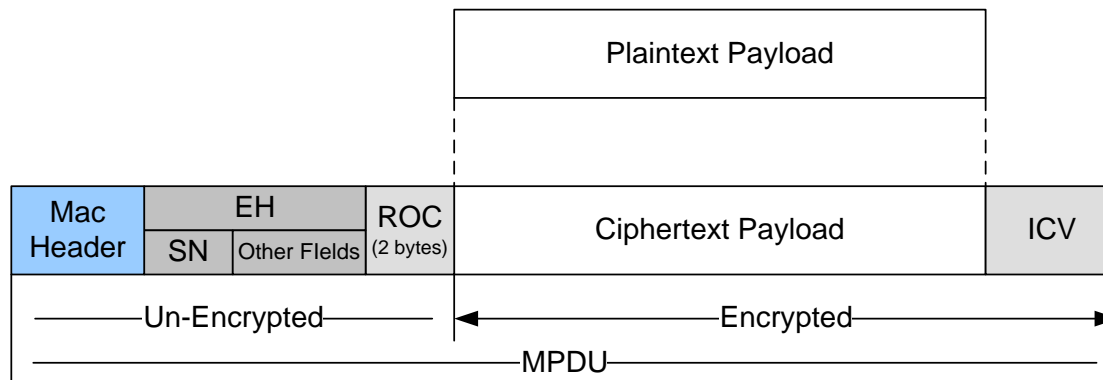 Plaintext Payload
Mac
Header
EH
SN
Other FIelds
ROC
(2 bytes)
Ciphertext Payload
ICV
Un-Encrypted
Encrypted
MPDU